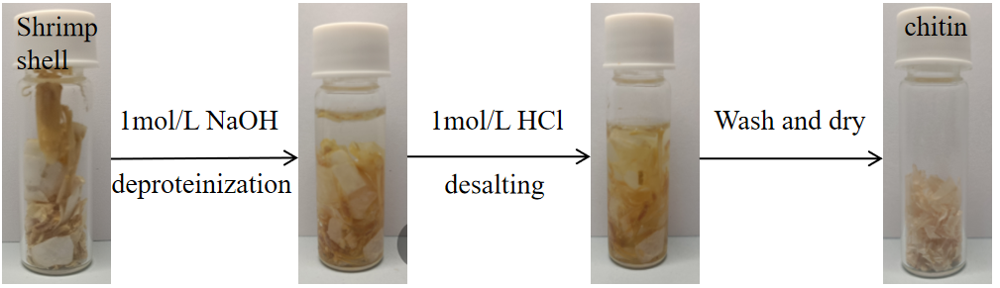 Shrimp
shell
1mol/L NaOH
deproteinization
1mol/L HCl
desalting
Wash and dry
chitin